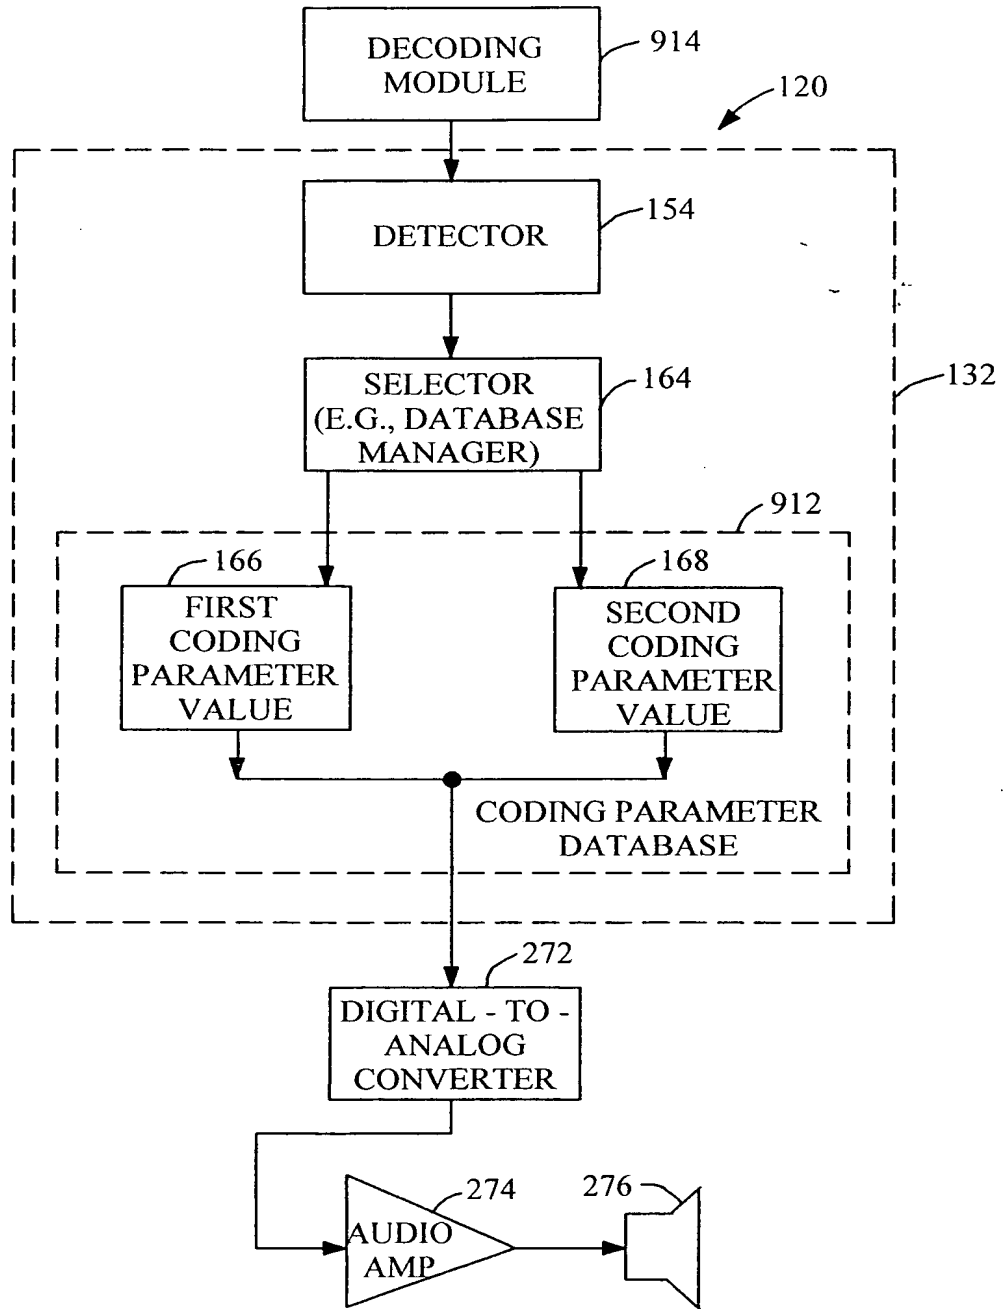 DECODING
MODULE
914
120
DETECTOR
154
SELECTOR
(E.G., DATABASE
MANAGER)
164
132
912
166
168
FIRST
CODING
PARAMETER
VALUE
SECOND
CODING
PARAMETER
VALUE
CODING PARAMETER
DATABASE
272
DIGITAL - TO -
ANALOG
CONVERTER
274
276
AUDIO
AMP